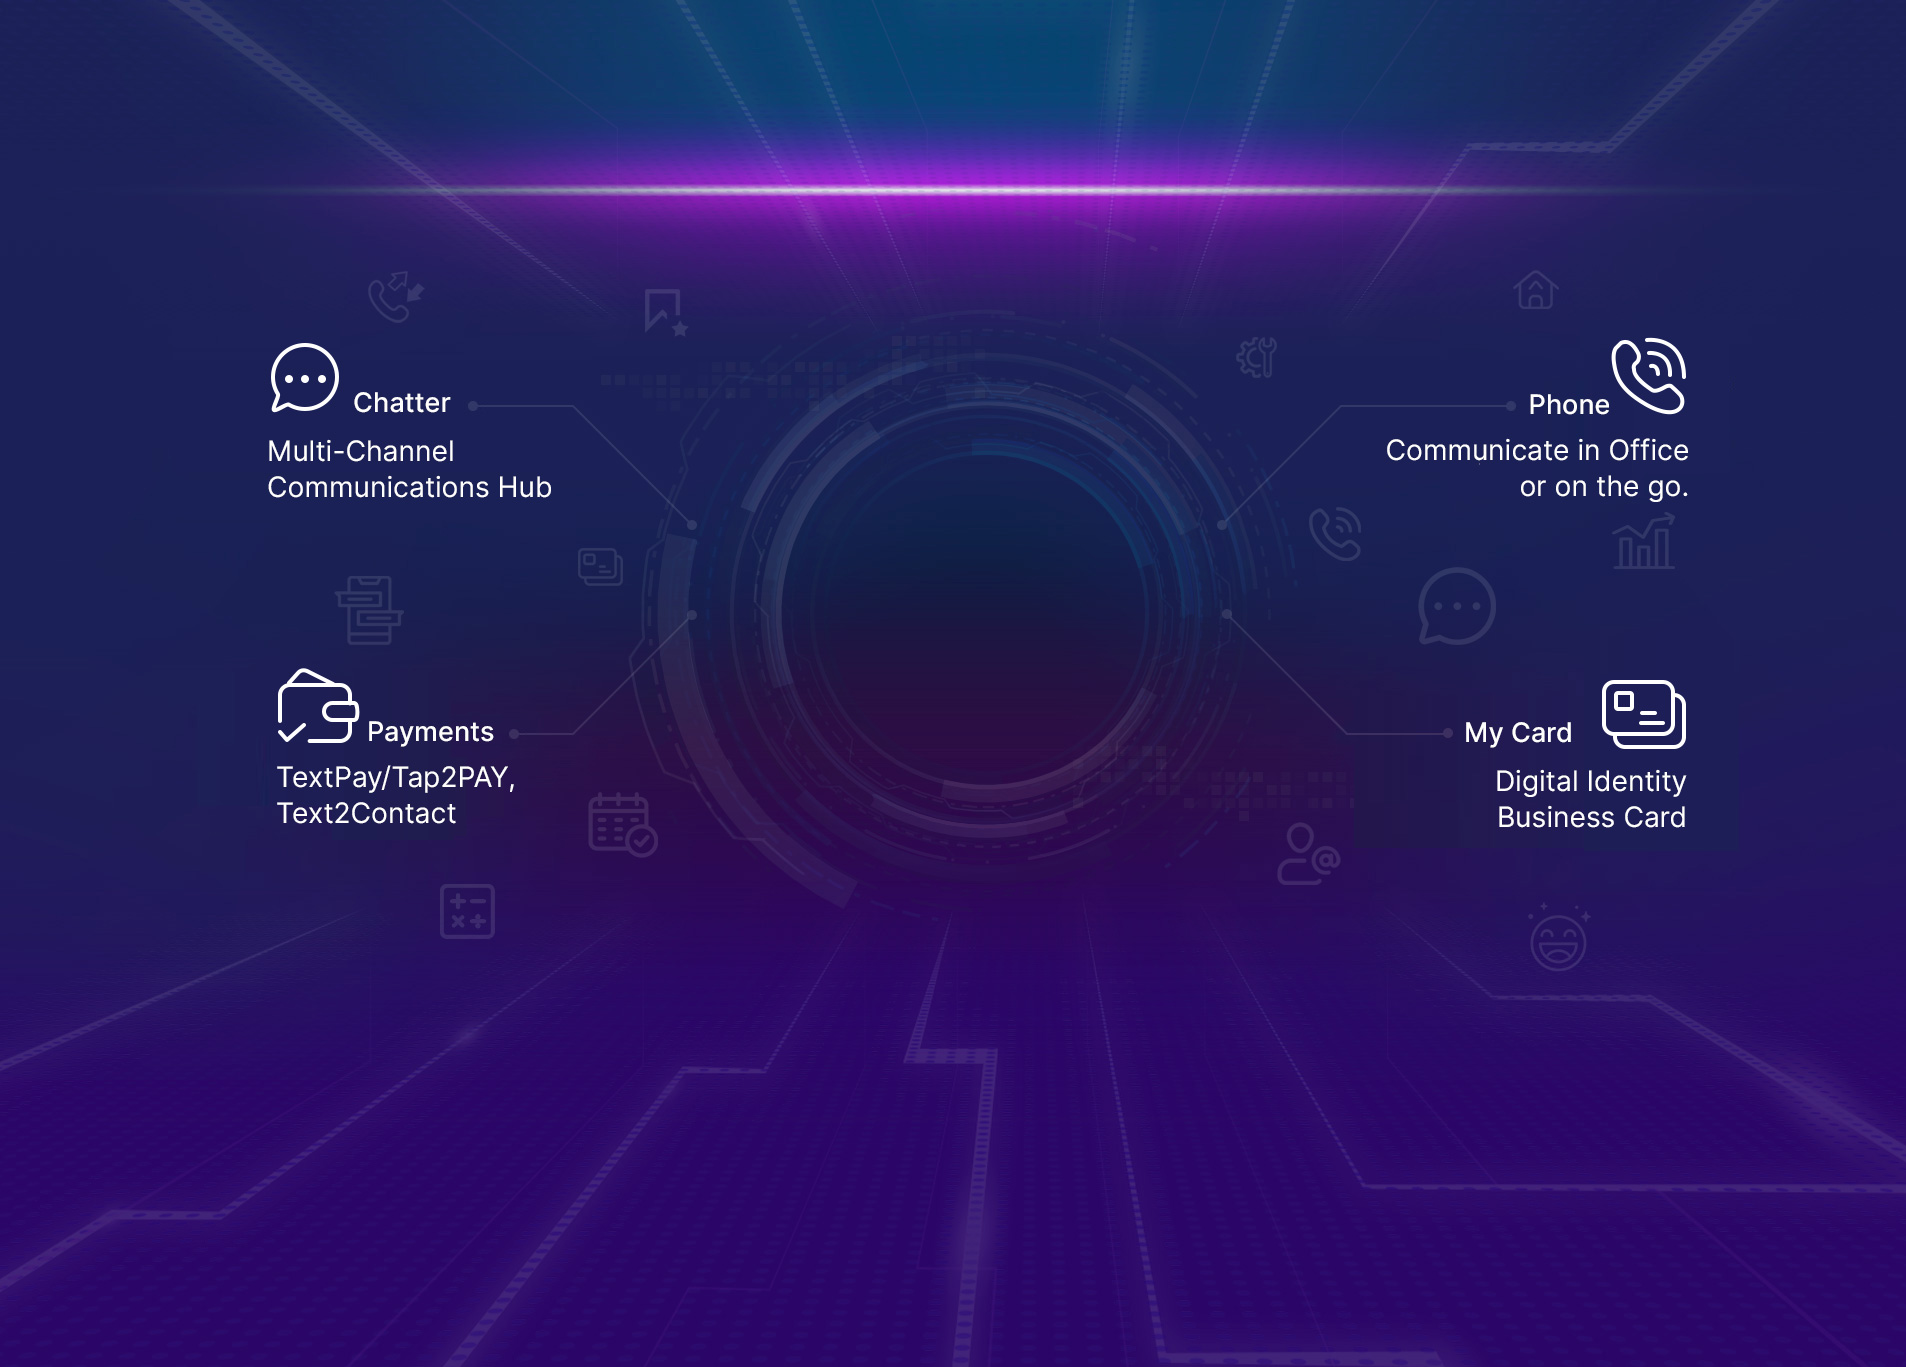 Chatter
Multi-Channel
Communications Hub
Phone
Communicate in Office
or on the go.
Payments
TextPay/Tap2PAY,
Text2Contact
My Card
Digital Identity
Business Card